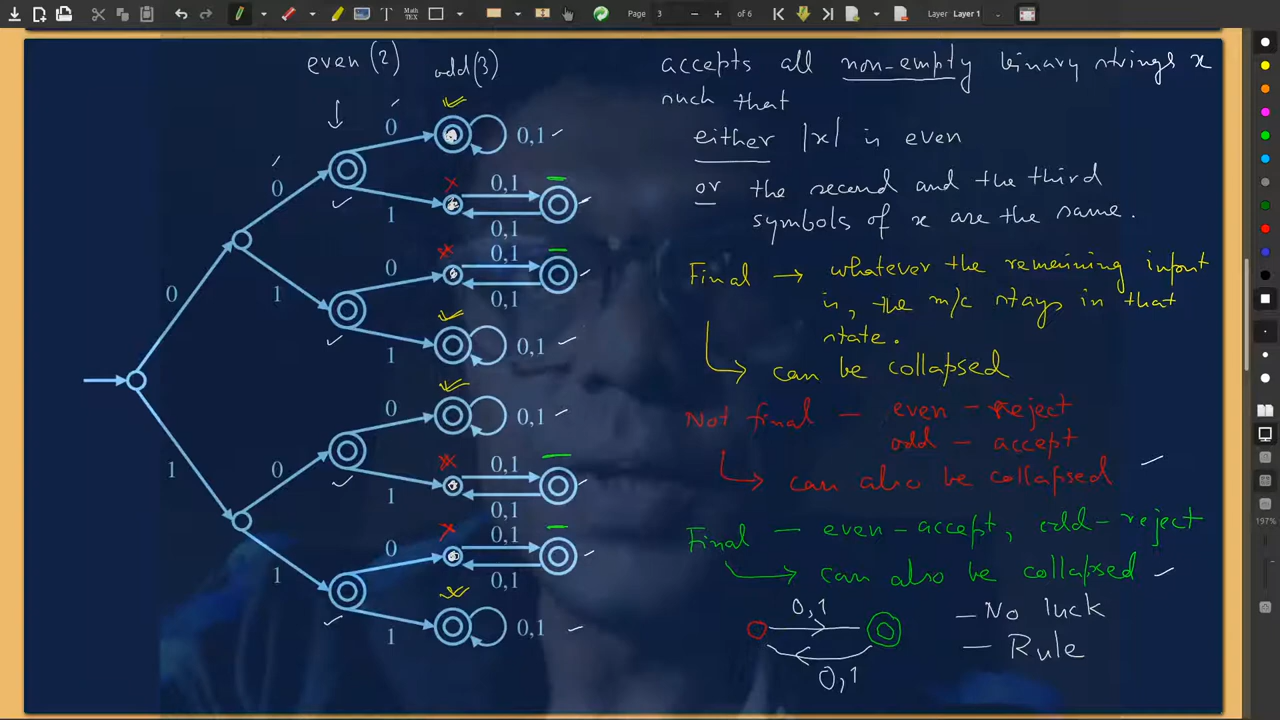 Text
Math
TEX
Page 3 of 6 Layer Layer 1
197%
even (2)
odd(3)
0
0,1
0
1
0,1
0,1
0
0,1
0
1
1
0,1
0,1
0
0,1
0
1
0,1
1
0,1
0
0,1
1
0,1
1
0,1
accepts all non-empty binary strings x
such that
either |x| is even
or the second and the third
symbols of x are the same.
Final → whatever the remaining input
is, the m/c stays in that
state.
can be collapsed
Not final — even - Reject
odd - accept
can also be collapsed
Final — even-accept, odd-reject
can also be collapsed
0,1
0,1
- No luck
- Rule